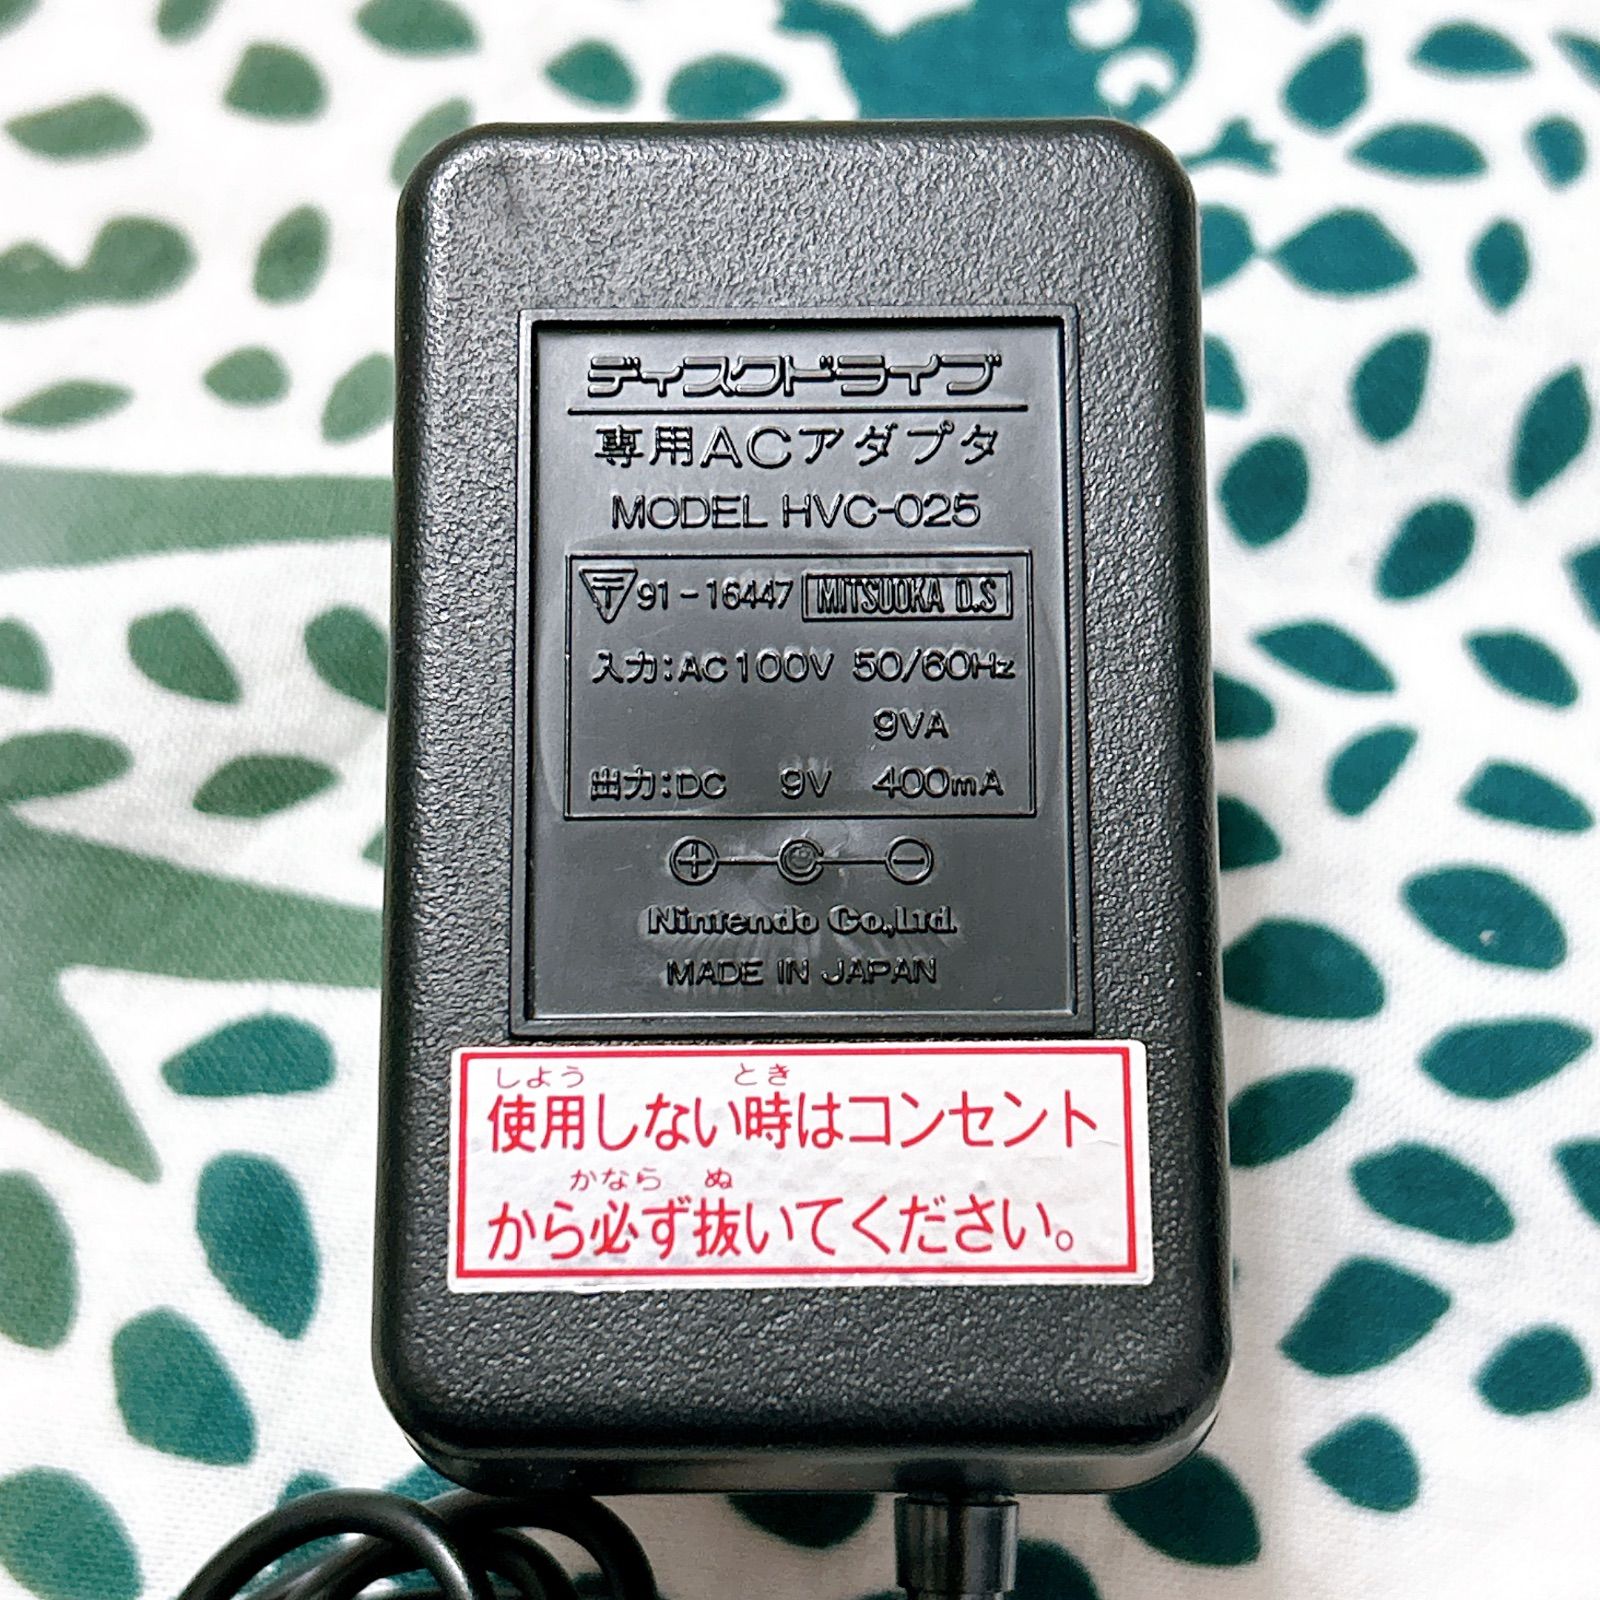 ディスクドライブ
専用ACアダプタ
MODEL HVC-025
〒 91-16447 MITSUOKA D.S
入力:AC100V 50/60Hz
9VA
出力:DC 9V 400mA
+ −
Nintendo Co.,Ltd.
MADE IN JAPAN
しよう とき
使用しない時はコンセント
かなら ぬ
から必ず抜いてください。